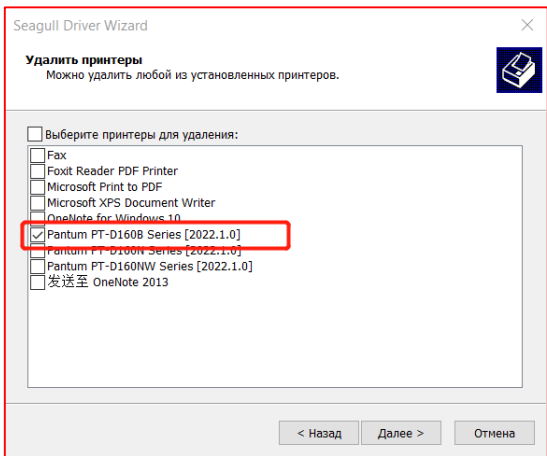 Seagull Driver Wizard
Удалить принтеры
Можно удалить любой из установленных принтеров.
Выберите принтеры для удаления:
Fax
Foxit Reader PDF Printer
Microsoft Print to PDF
Microsoft XPS Document Writer
OneNote for Windows 10
Pantum PT-D160B Series [2022.1.0]
Pantum PT-D160N Series [2022.1.0]
Pantum PT-D160NW Series [2022.1.0]
发送至 OneNote 2013
< Назад Далее > Отмена